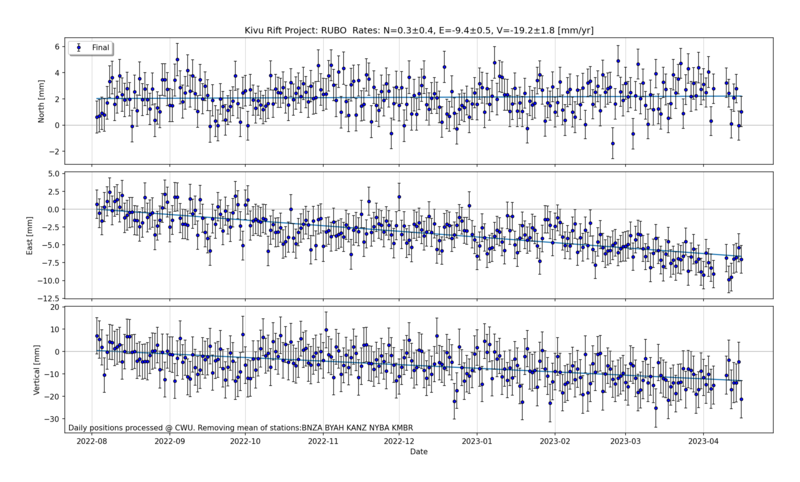 Kivu Rift Project: RUBO Rates: N=0.3±0.4, E=-9.4±0.5, V=-19.2±1.8 [mm/yr]
Final
North [mm]
6
4
2
0
−2
East [mm]
5.0
2.5
0.0
−2.5
−5.0
−7.5
−10.0
−12.5
Vertical [mm]
20
10
0
−10
−20
−30
Daily positions processed @ CWU. Removing mean of stations:BNZA BYAH KANZ NYBA KMBR
2022-08 2022-09 2022-10 2022-11 2022-12 2023-01 2023-02 2023-03 2023-04
Date